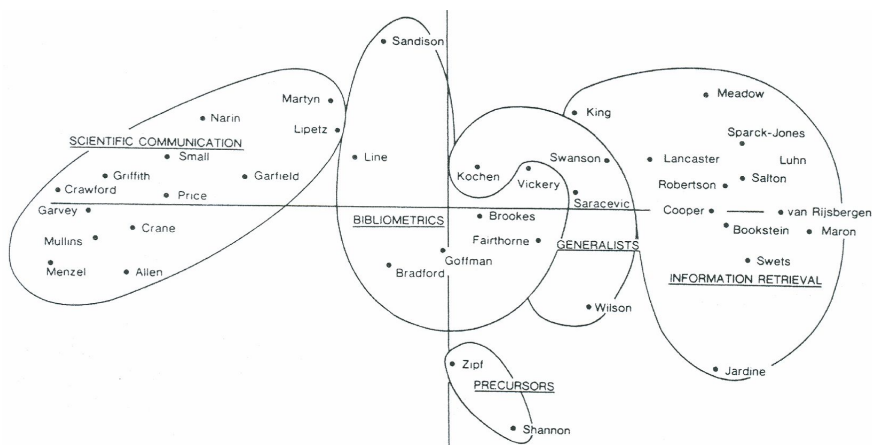 Sandison
Martyn
Narin
Lipetz
SCIENTIFIC COMMUNICATION
Small
Griffith
Garfield
Crawford
Price
Garvey
Crane
Mullins
Menzel
Allen
Line
BIBLIOMETRICS
Bradford
Goffman
Brookes
Fairthorne
Kochen
Vickery
King
Swanson
Saracevic
GENERALISTS
Wilson
Meadow
Sparck-Jones
Lancaster
Luhn
Robertson
Salton
Cooper
van Rijsbergen
Bookstein
Maron
Swets
INFORMATION RETRIEVAL
Jardine
Zipf
PRECURSORS
Shannon